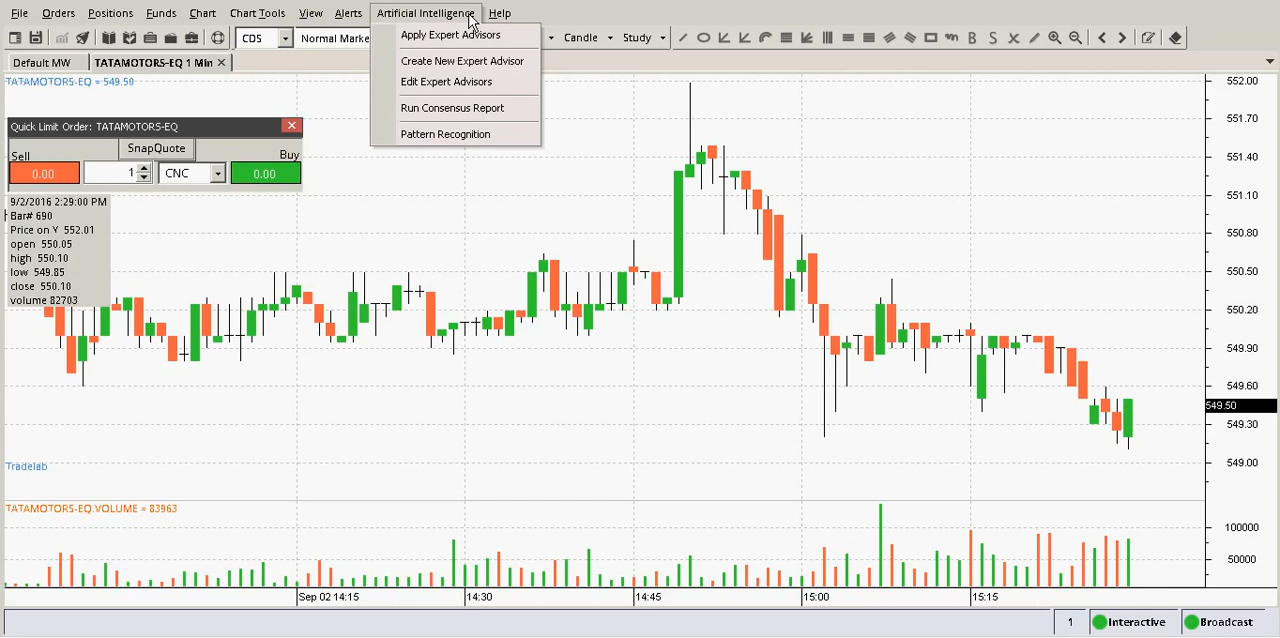 File Orders Positions Funds Chart Chart Tools View Alerts Artificial Intelligence Help
CDS Normal Marke Candle Study B S
Default MW TATAMOTORS-EQ 1 Min
Apply Expert Advisors
Create New Expert Advisor
Edit Expert Advisors
Run Consensus Report
Pattern Recognition
TATAMOTORS-EQ = 549.50
Quick Limit Order: TATAMOTORS-EQ
Sell SnapQuote Buy
0.00 1 CNC 0.00
9/2/2016 2:29:00 PM
Bar# 690
Price on Y 552.01
open 550.05
high 550.10
low 549.85
close 550.10
volume 82703
552.00
551.70
551.40
551.10
550.80
550.50
550.20
549.90
549.60
549.50
549.30
549.00
Tradelab
TATAMOTORS-EQ.VOLUME = 83963
100000
50000
Sep 02 14:15 14:30 14:45 15:00 15:15
1 Interactive Broadcast